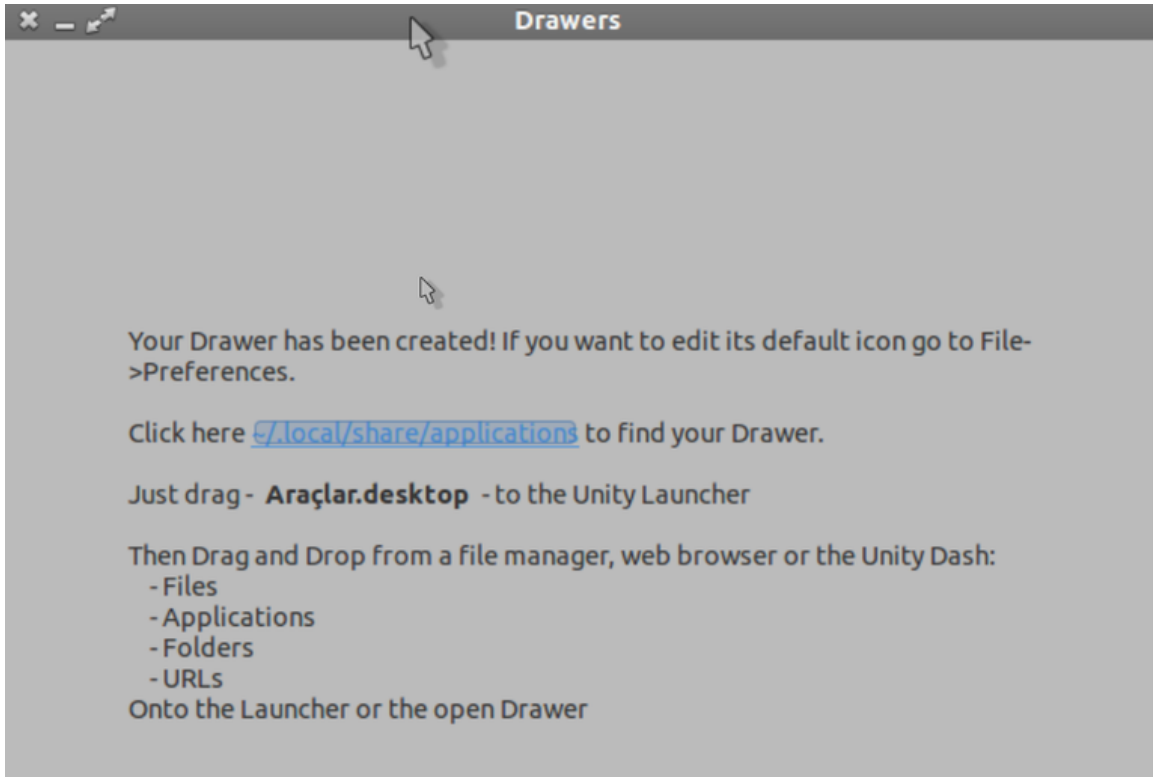 Drawers
Your Drawer has been created! If you want to edit its default icon go to File-
>Preferences.
Click here ~/.local/share/applications to find your Drawer.
Just drag - Araçlar.desktop - to the Unity Launcher
Then Drag and Drop from a file manager, web browser or the Unity Dash:
- Files
- Applications
- Folders
- URLs
Onto the Launcher or the open Drawer